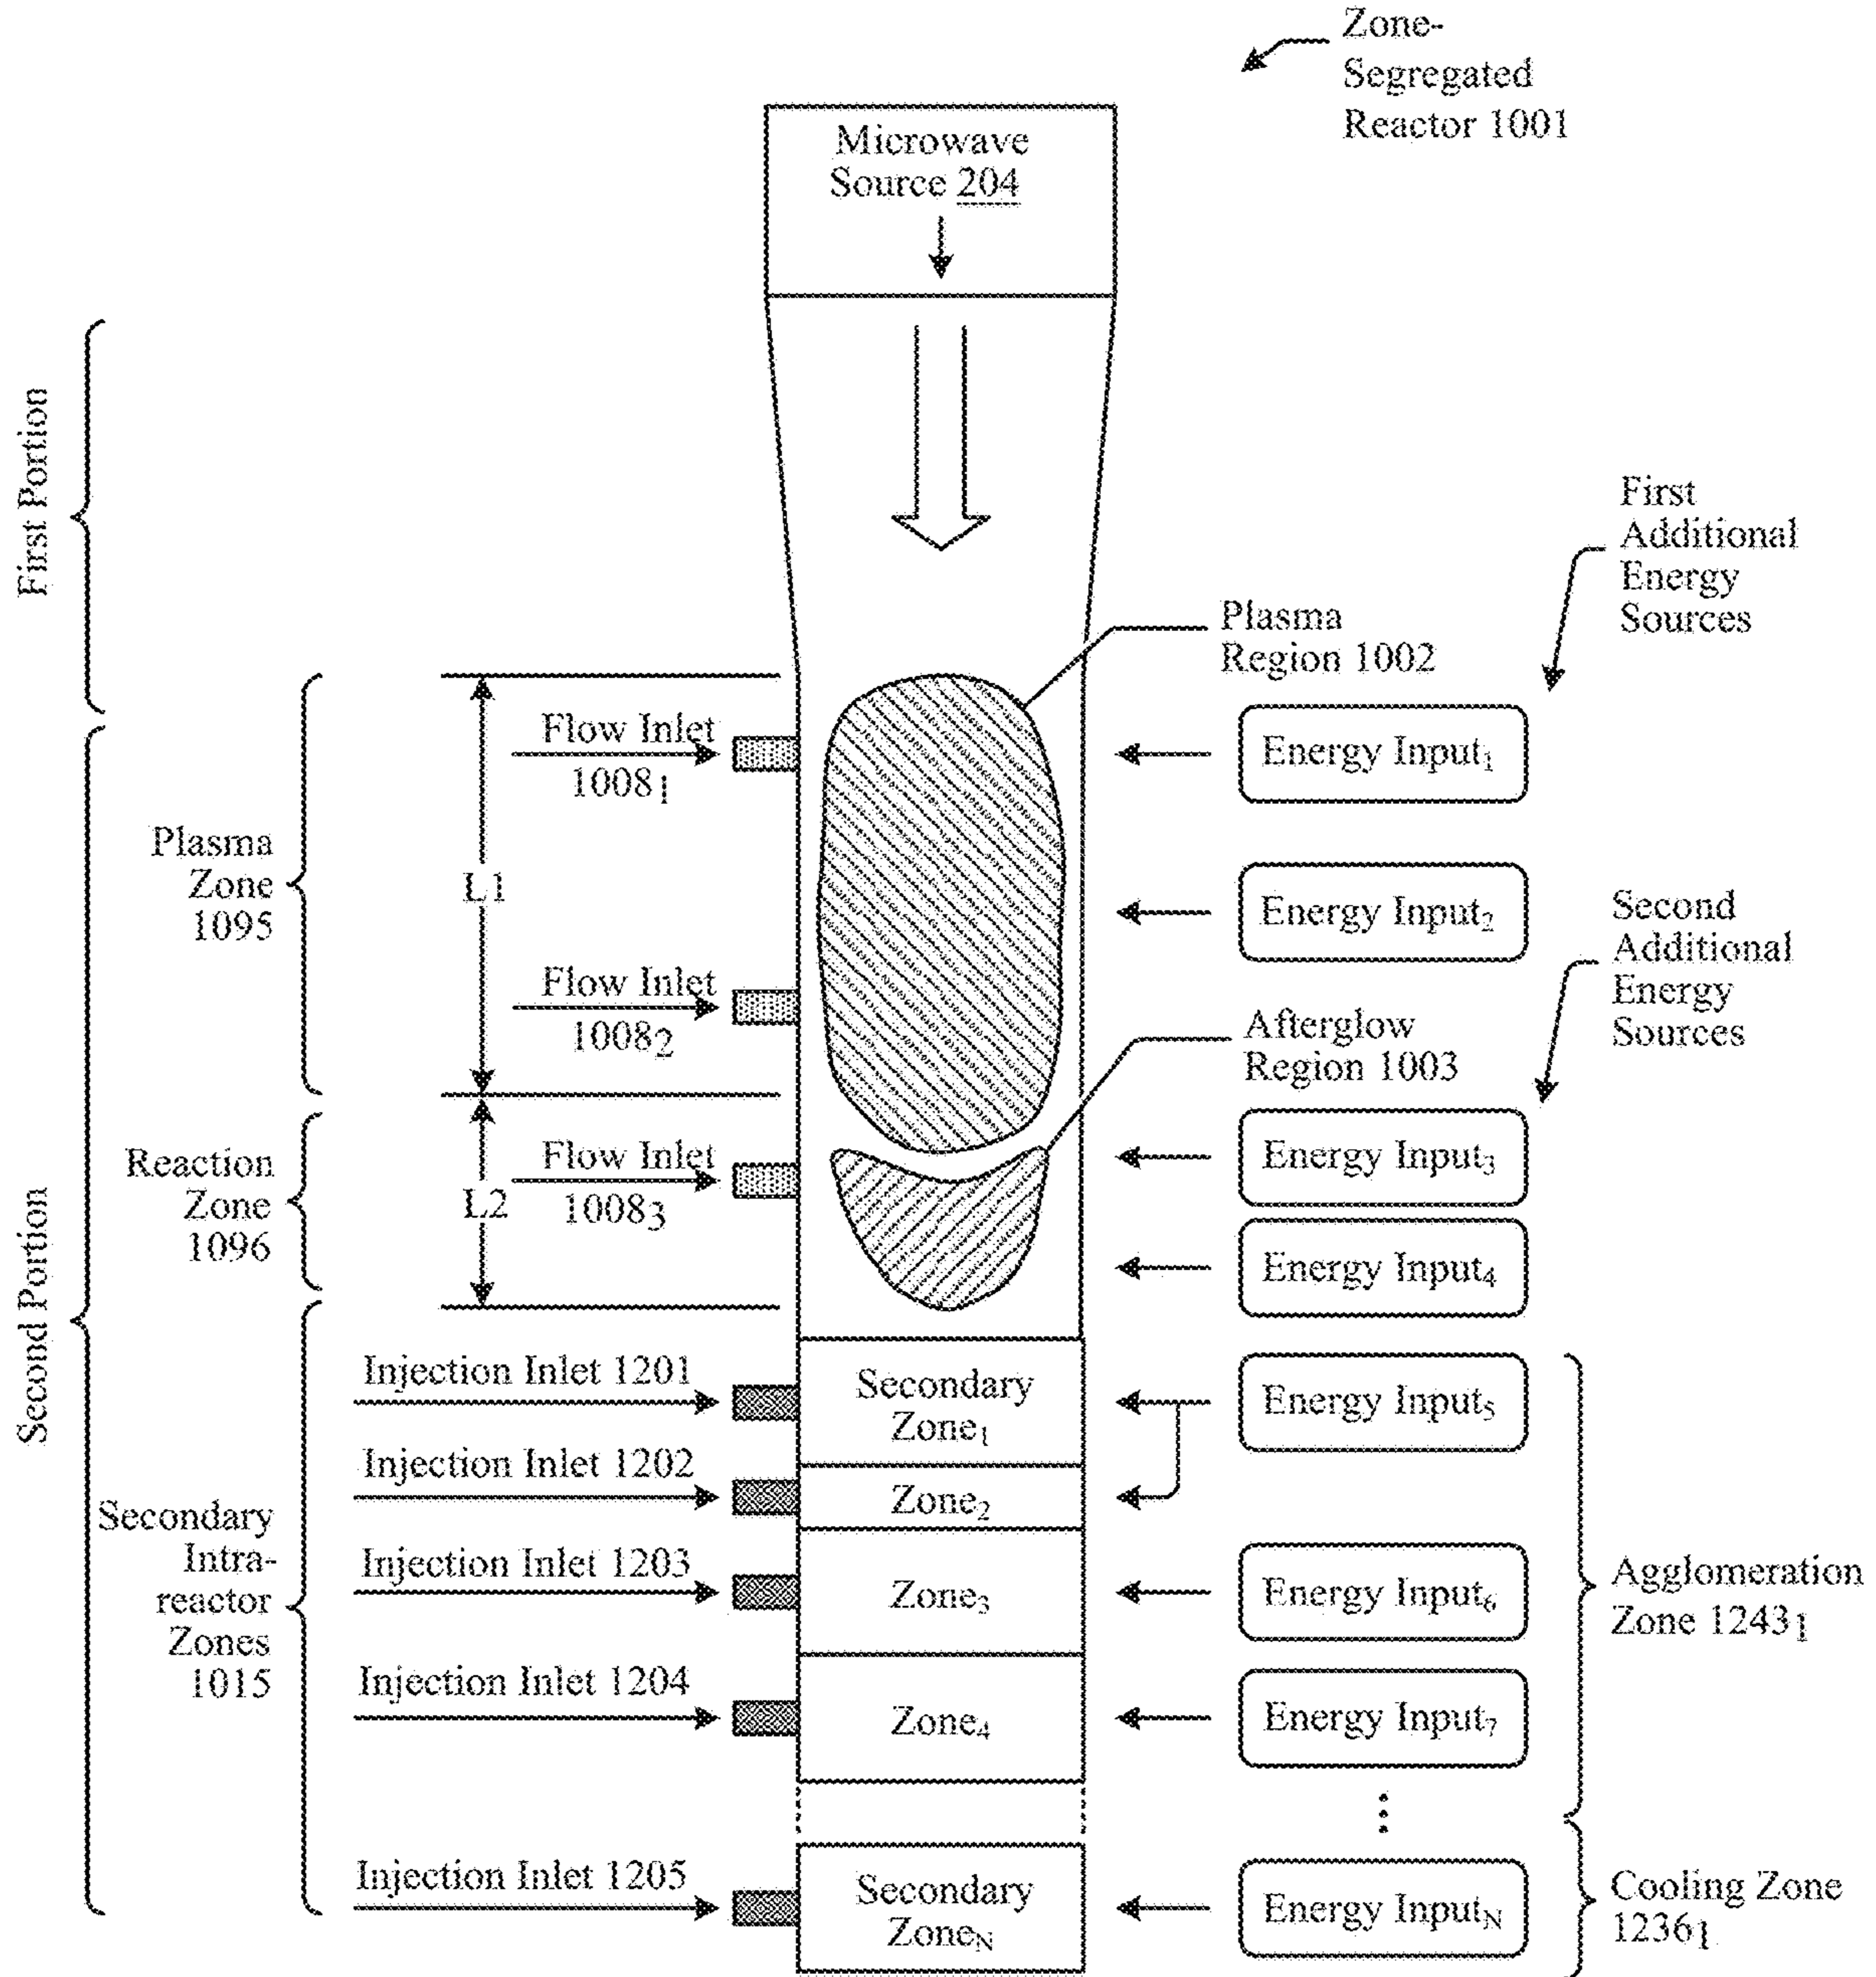 Zone-
Segregated
Reactor 1001
Microwave
Source 204
First Portion
First
Additional
Energy
Sources
Plasma
Region 1002
Flow Inlet
1008₁
Energy Input₁
Plasma
Zone
1095
L1
Energy Input₂
Second
Additional
Energy
Sources
Flow Inlet
1008₂
Afterglow
Region 1003
Second Portion
Reaction
Zone
1096
L2
Flow Inlet
1008₃
Energy Input₃
Energy Input₄
Injection Inlet 1201
Secondary
Zone₁
Energy Input₅
Injection Inlet 1202
Zone₂
Secondary
Intra-
reactor
Zones
1015
Injection Inlet 1203
Zone₃
Energy Input₆
Agglomeration
Zone 1243₁
Injection Inlet 1204
Zone₄
Energy Input₇
Injection Inlet 1205
Secondary
Zone_N
Energy Input_N
Cooling Zone
1236₁